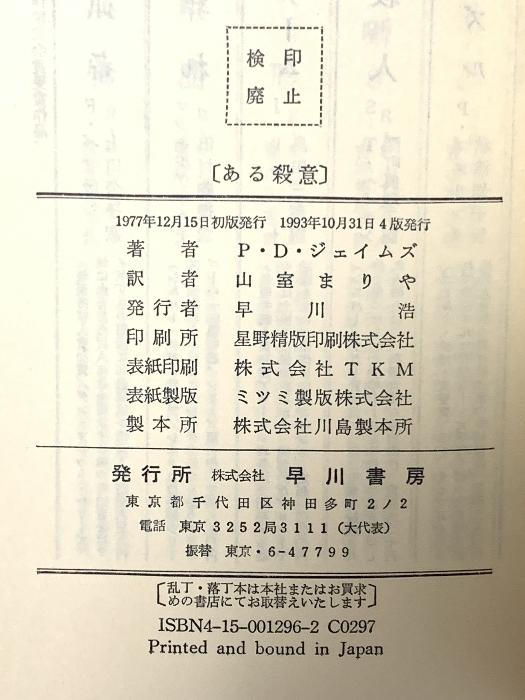 検印
廃止
〔ある殺意〕
1977年12月15日初版発行 1993年10月31日4版発行
著者 P・D・ジェイムズ
訳者 山室まりや
発行者 早川浩
印刷所 星野精版印刷株式会社
表紙印刷 株式会社TKM
表紙製版 ミツミ製版株式会社
製本所 株式会社川島製本所
発行所 株式会社 早川書房
東京都千代田区神田多町2ノ2
電話 東京3252局3111(大代表)
振替 東京・6-47799
〔乱丁・落丁本は本社またはお買求
めの書店にてお取替えいたします〕
ISBN4-15-001296-2 C0297
Printed and bound in Japan